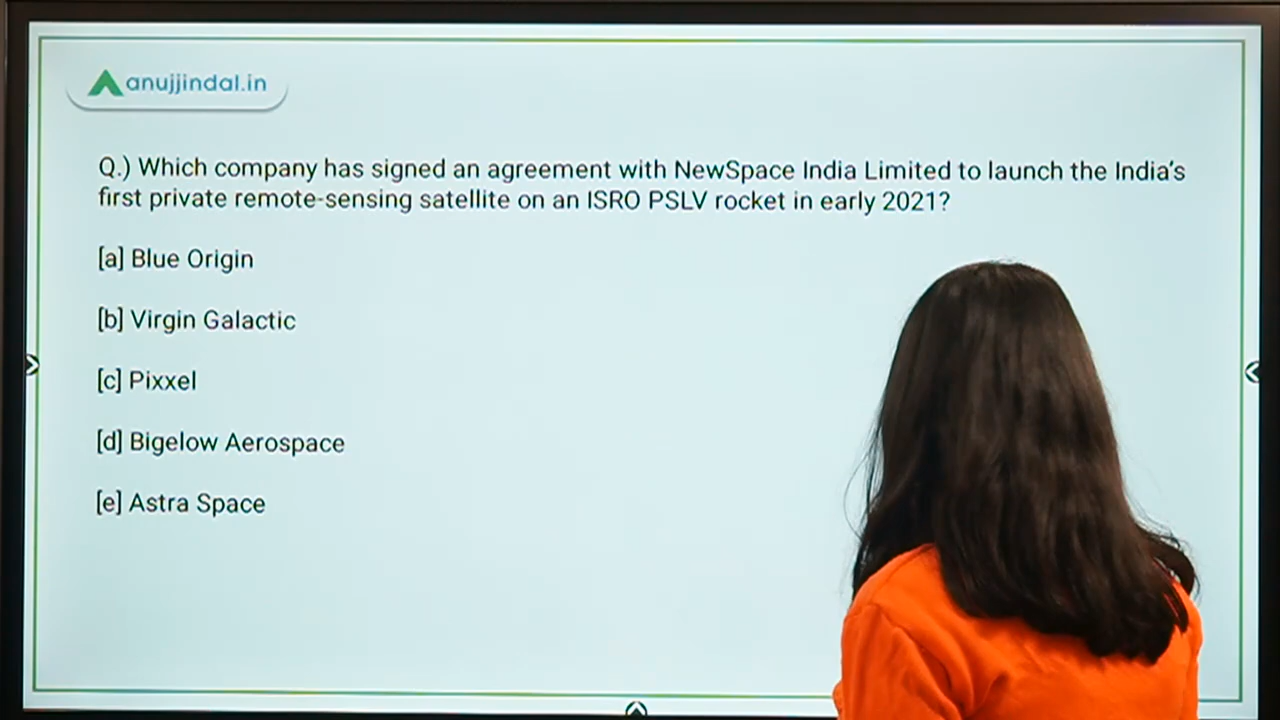 anujjindal.in
Q.) Which company has signed an agreement with NewSpace India Limited to launch the India's
first private remote-sensing satellite on an ISRO PSLV rocket in early 2021?
[a] Blue Origin
[b] Virgin Galactic
[c] Pixxel
[d] Bigelow Aerospace
[e] Astra Space